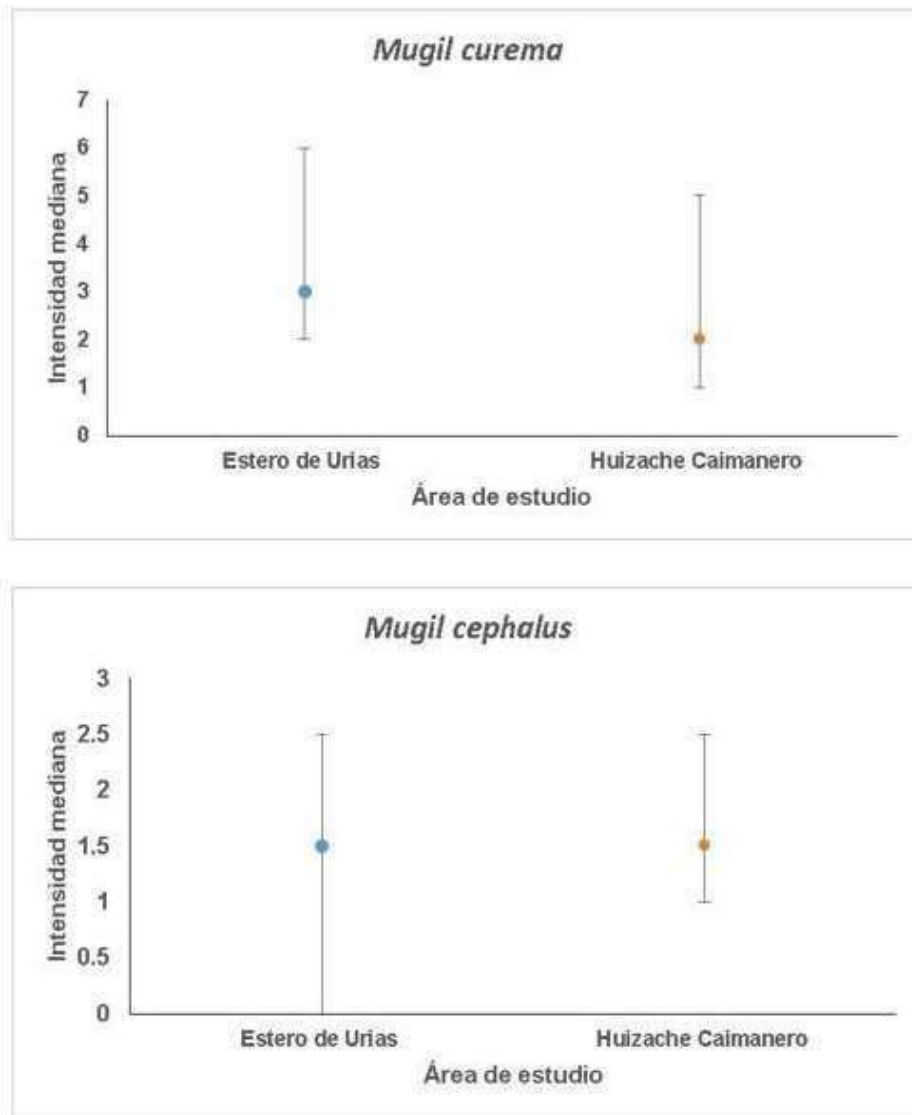 Mugil curema
7
6
5
4
3
2
1
0
Intensidad mediana
Estero de Urias
Huizache Caimanero
Área de estudio
Mugil cephalus
3
2.5
2
1.5
1
0.5
0
Intensidad mediana
Estero de Urias
Huizache Caimanero
Área de estudio